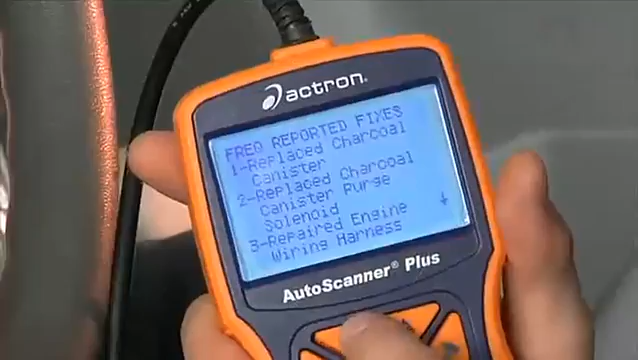 actron®
FREQ REPORTED FIXES
1-Replaced Charcoal
Canister
2-Replaced Charcoal
Canister Purge
Solenoid
3-Repaired Engine
Wiring Harness
AutoScanner® Plus